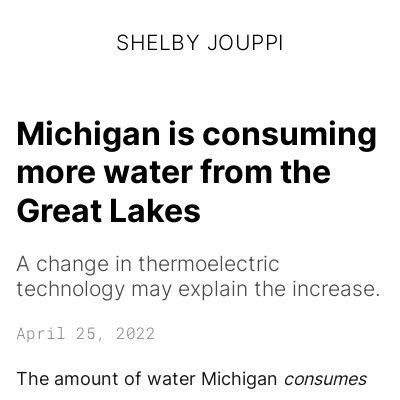 SHELBY JOUPPI
Michigan is consuming
more water from the
Great Lakes
A change in thermoelectric
technology may explain the increase.
April 25, 2022
The amount of water Michigan consumes